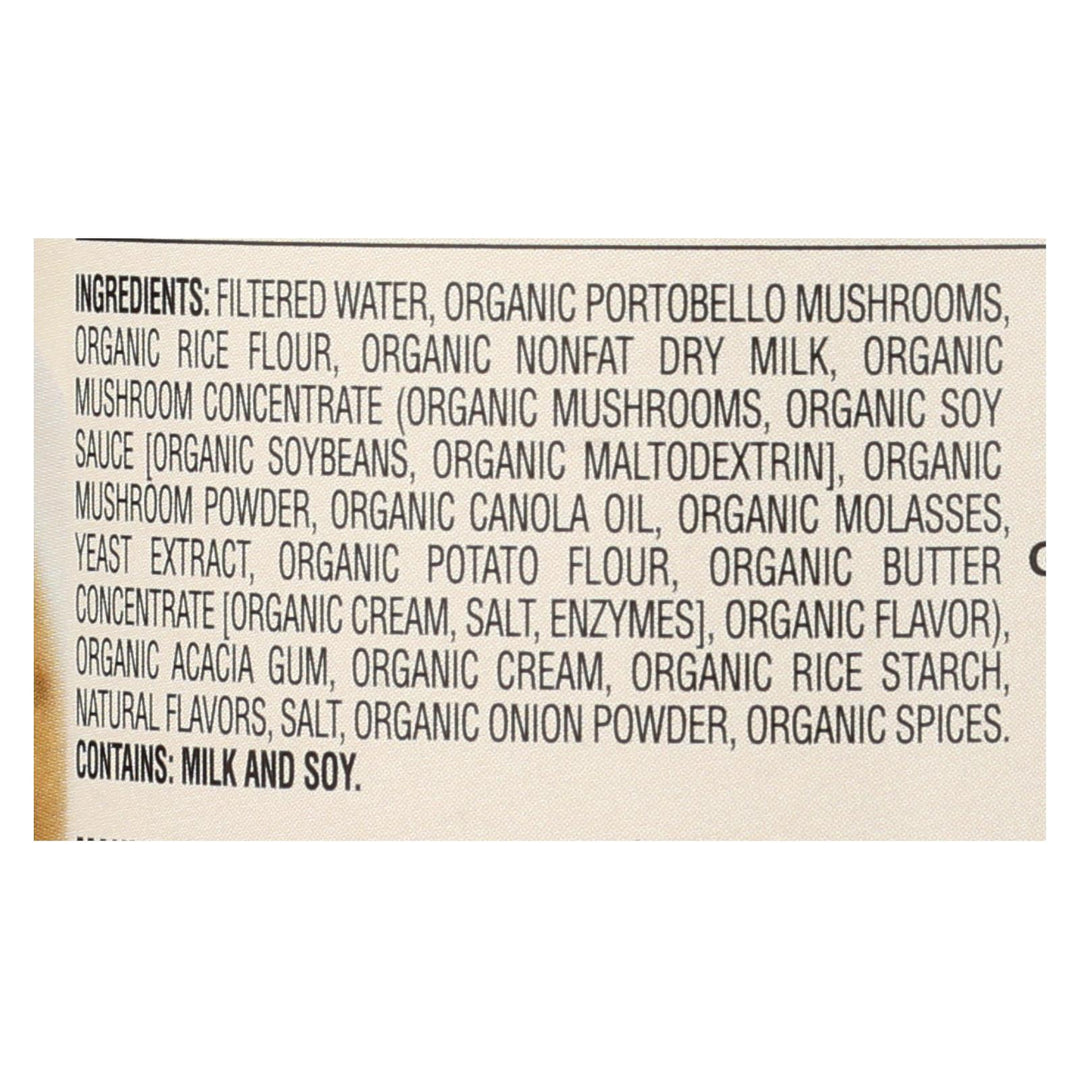 INGREDIENTS: FILTERED WATER, ORGANIC PORTOBELLO MUSHROOMS,
ORGANIC RICE FLOUR, ORGANIC NONFAT DRY MILK, ORGANIC
MUSHROOM CONCENTRATE (ORGANIC MUSHROOMS, ORGANIC SOY
SAUCE [ORGANIC SOYBEANS, ORGANIC MALTODEXTRIN], ORGANIC
MUSHROOM POWDER, ORGANIC CANOLA OIL, ORGANIC MOLASSES,
YEAST EXTRACT, ORGANIC POTATO FLOUR, ORGANIC BUTTER
CONCENTRATE [ORGANIC CREAM, SALT, ENZYMES], ORGANIC FLAVOR),
ORGANIC ACACIA GUM, ORGANIC CREAM, ORGANIC RICE STARCH,
NATURAL FLAVORS, SALT, ORGANIC ONION POWDER, ORGANIC SPICES.
CONTAINS: MILK AND SOY.